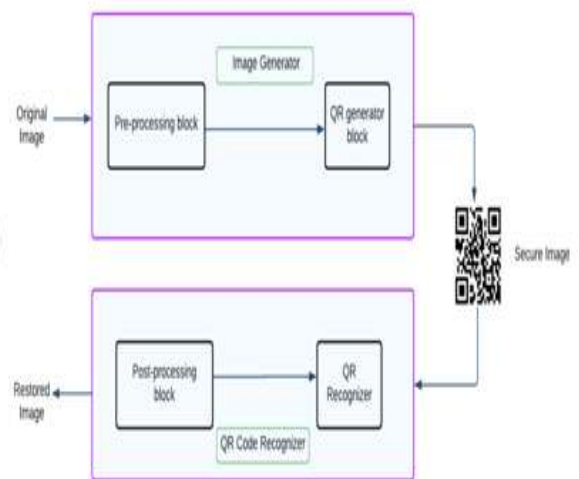 Image Generator
Original
Image
Pre-processing block
QR generator
block
Secure Image
Post-processing
block
QR
Recognizer
Restored
Image
QR Code Recognizer